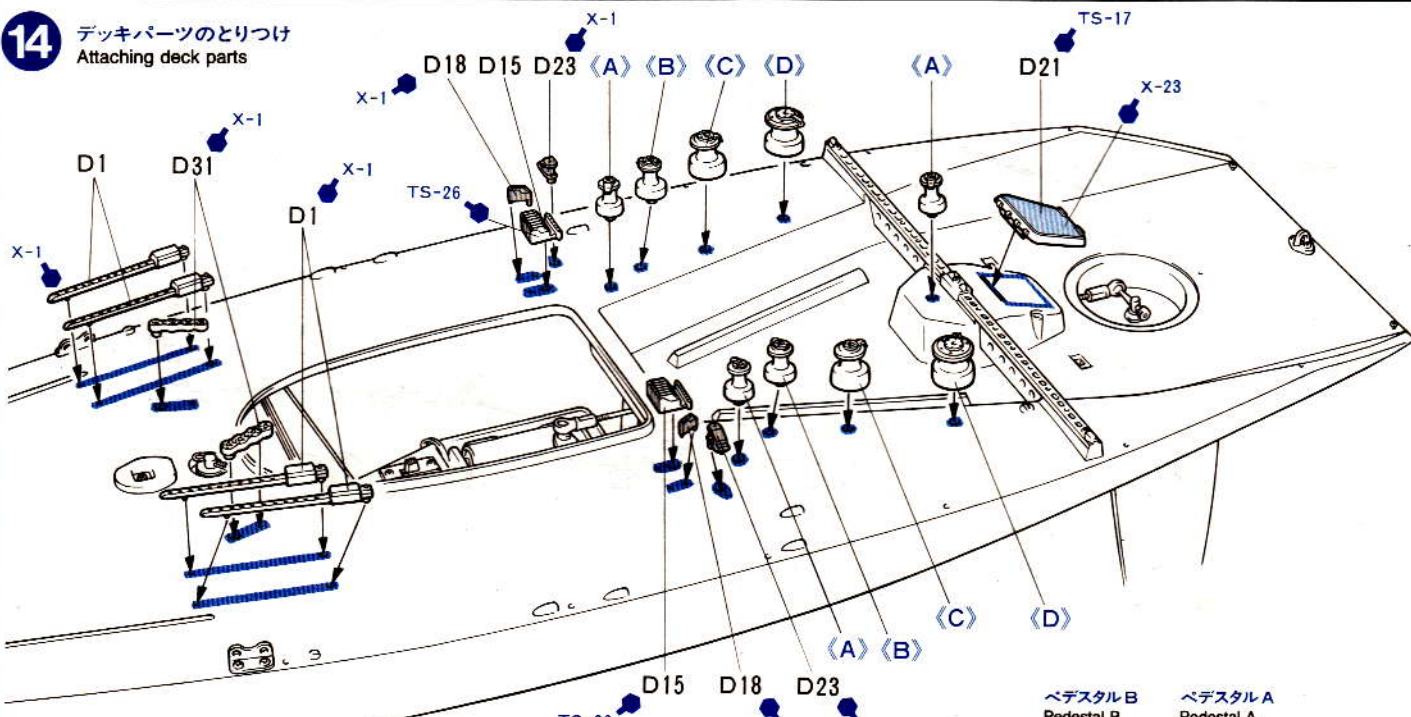 14 デッキパーツのとりつけ
Attaching deck parts
X-1
TS-17
D18 D15 D23 《A》 《B》 《C》 《D》 《A》 D21
X-1
X-23
X-1
D1 D31
X-1
D1
TS-26
X-1
《C》 《D》
《A》 《B》
D15 D18 D23
ペデスタル B ペデスタル A